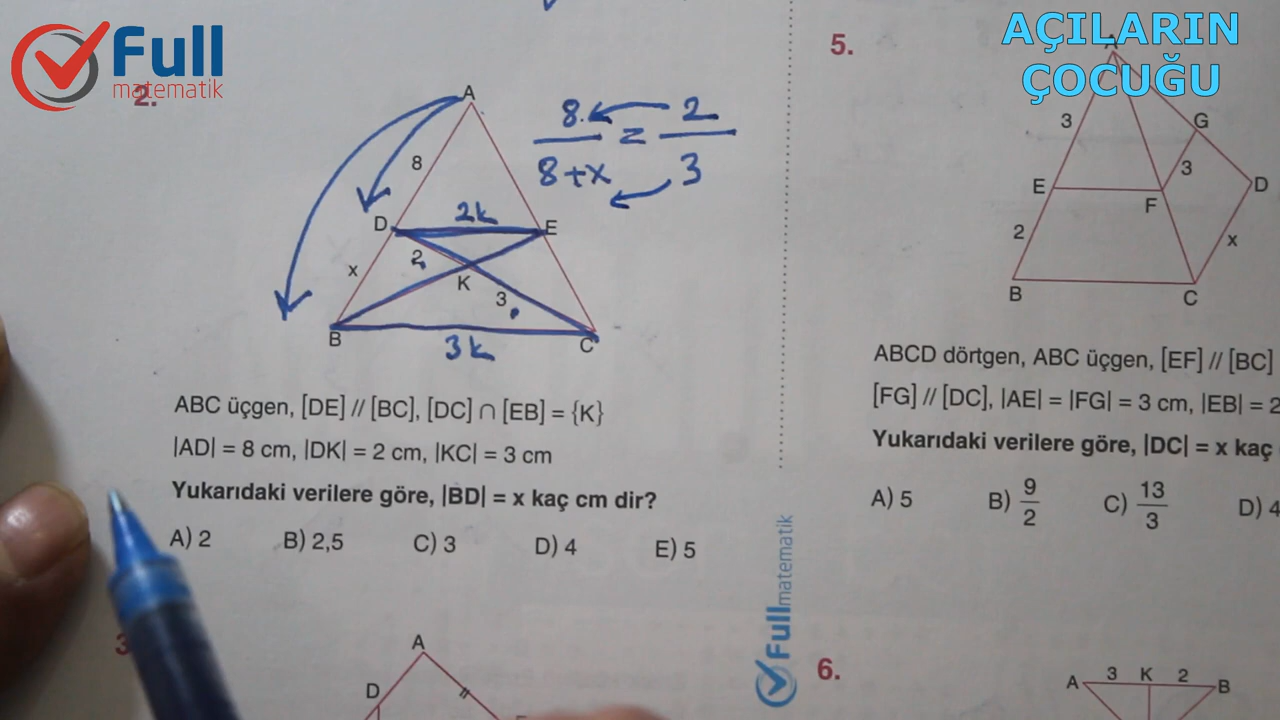 Full
matematik
AÇILARIN
ÇOCUĞU
2.
A
8
D
E
x
2
K
3
B
C
2k
3k
8 = 2
8+x 3
ABC üçgen, [DE] // [BC], [DC] ∩ [EB] = {K}
|AD| = 8 cm, |DK| = 2 cm, |KC| = 3 cm
Yukarıdaki verilere göre, |BD| = x kaç cm dir?
A) 2 B) 2,5 C) 3 D) 4 E) 5
3
A
D
5.
A
3
G
3
E
F
D
2
x
B
C
ABCD dörtgen, ABC üçgen, [EF] // [BC]
[FG] // [DC], |AE| = |FG| = 3 cm, |EB| = 2
Yukarıdaki verilere göre, |DC| = x kaç
A) 5 B) 9/2 C) 13/3 D) 4
Full matematik
6.
A 3 K 2 B